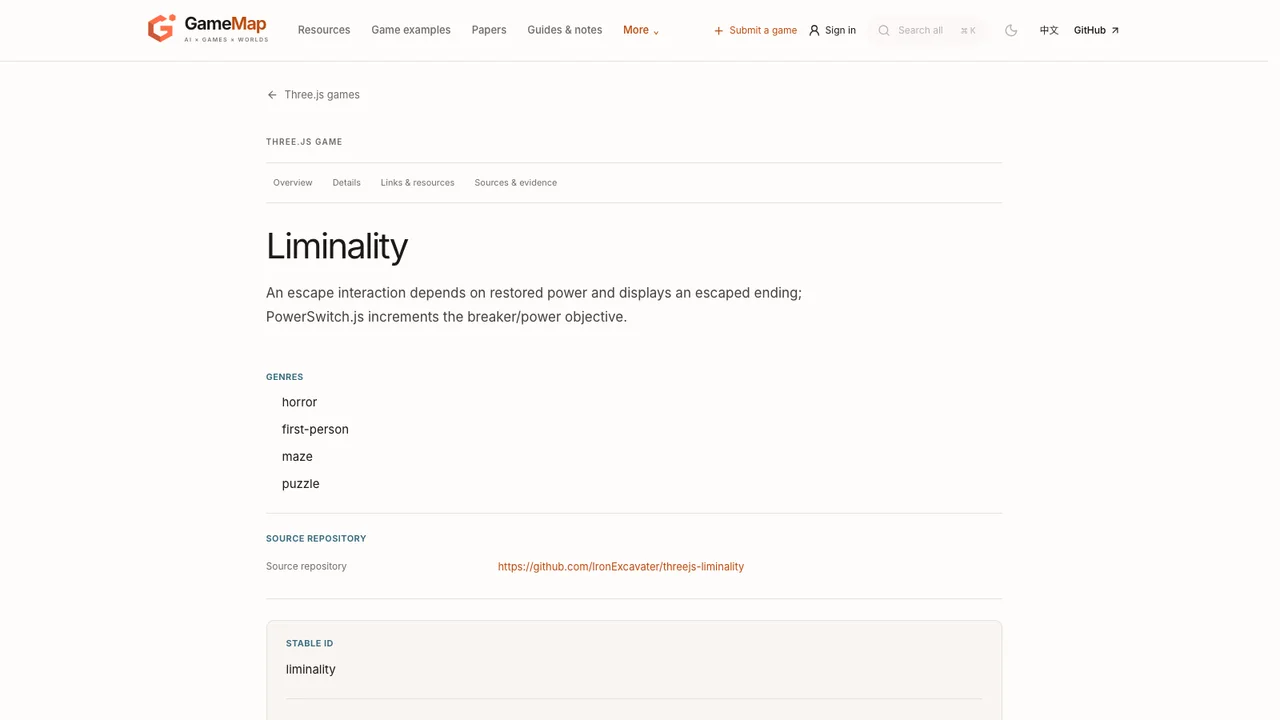 GameMap
AI × GAMES × WORLDS
Resources
Game examples
Papers
Guides & notes
More
+ Submit a game
Sign in
Search all
⌘ K
中文
GitHub ↗
← Three.js games
THREE.JS GAME
Overview
Details
Links & resources
Sources & evidence
Liminality
An escape interaction depends on restored power and displays an escaped ending;
PowerSwitch.js increments the breaker/power objective.
GENRES
horror
first-person
maze
puzzle
SOURCE REPOSITORY
Source repository
https://github.com/IronExcavater/threejs-liminality
STABLE ID
liminality